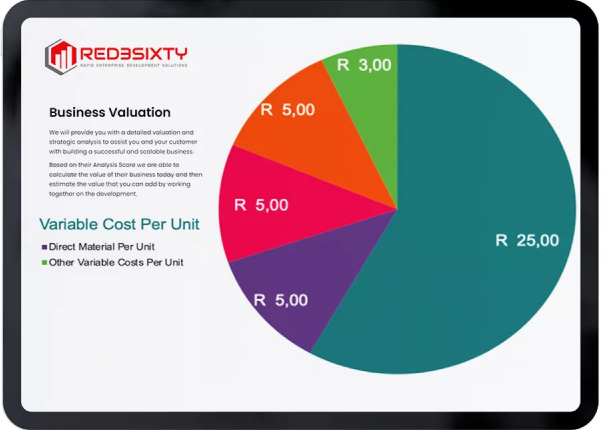 RED3SIXTY
RAPID ENTERPRISE DEVELOPMENT SOLUTIONS
Business Valuation
We will provide you with a detailed valuation and
strategic analysis to assist you and your customer
with building a successful and scalable business.
Based on their Analysis Score we are able to
calculate the value of their business today and then
estimate the value that you can add by working
together on the development.
Variable Cost Per Unit
Direct Material Per Unit
Other Variable Costs Per Unit
R 3,00
R 5,00
R 5,00
R 25,00
R 5,00